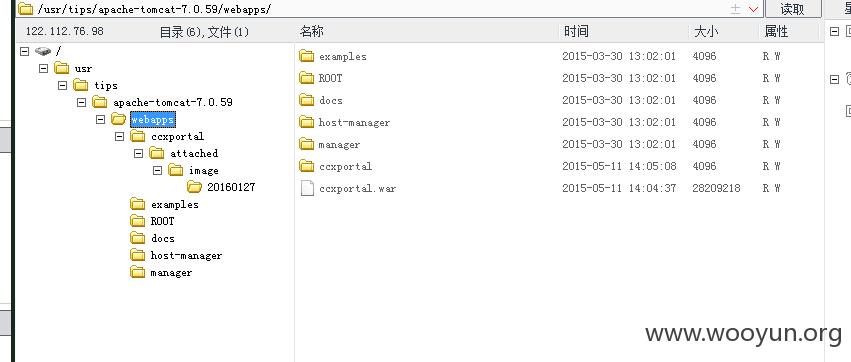 /usr/tips/apache-tomcat-7.0.59/webapps/ 读取
122.112.76.98 目录(6),文件(1) 名称 时间 大小 属性
/
usr
tips
apache-tomcat-7.0.59
webapps
ccxportal
attached
image
20160127
examples
ROOT
docs
host-manager
manager
examples 2015-03-30 13:02:01 4096 R W
ROOT 2015-03-30 13:02:01 4096 R W
docs 2015-03-30 13:02:01 4096 R W
host-manager 2015-03-30 13:02:01 4096 R W
manager 2015-03-30 13:02:01 4096 R W
ccxportal 2015-05-11 14:05:08 4096 R W
ccxportal.war 2015-05-11 14:04:37 28209218 R W
www.wooyun.org